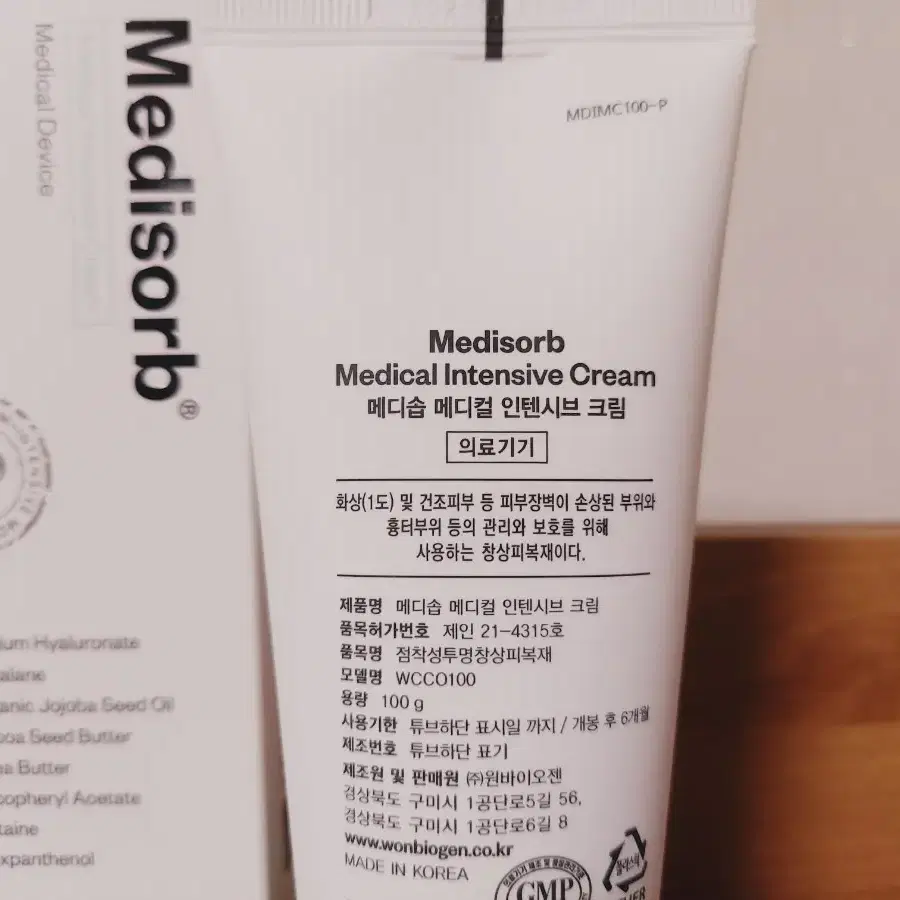 Medical Device
Medisorb®
Hyaluronate
Jojoba Seed Oil
Seed Butter
Butter
Acetate
MDIMC100-P
Medisorb
Medical Intensive Cream
메디솝 메디컬 인텐시브 크림
의료기기
화상(1도) 및 건조피부 등 피부장벽이 손상된 부위와
흉터부위 등의 관리와 보호를 위해
사용하는 창상피복재이다.
제품명 메디솝 메디컬 인텐시브 크림
품목허가번호 제인 21-4315호
품목명 점착성투명창상피복재
모델명 WCCO100
용량 100 g
사용기한 튜브하단 표시일 까지 / 개봉 후 6개월
제조번호 튜브하단 표기
제조원 및 판매원 ㈜원바이오젠
경상북도 구미시 1공단로5길 56,
경상북도 구미시 1공단로6길 8
www.wonbiogen.co.kr
MADE IN KOREA
GMP
플라스틱